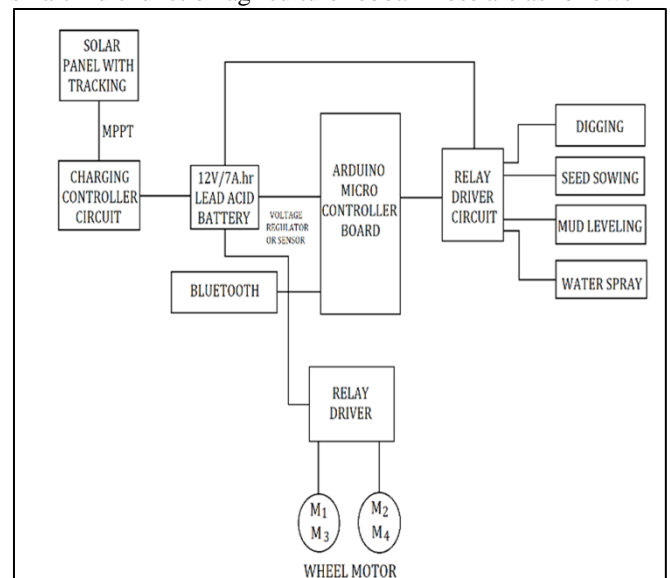 SOLAR
PANEL WITH
TRACKING
MPPT
CHARGING
CONTROLLER
CIRCUIT
12V/7A.hr
LEAD ACID
BATTERY
VOLTAGE
REGULATOR
OR SENSOR
ARDUINO
MICRO
CONTROLLER
BOARD
RELAY
DRIVER
CIRCUIT
DIGGING
SEED SOWING
MUD LEVELING
WATER SPRAY
BLUETOOTH
RELAY
DRIVER
M1
M3
M2
M4
WHEEL MOTOR